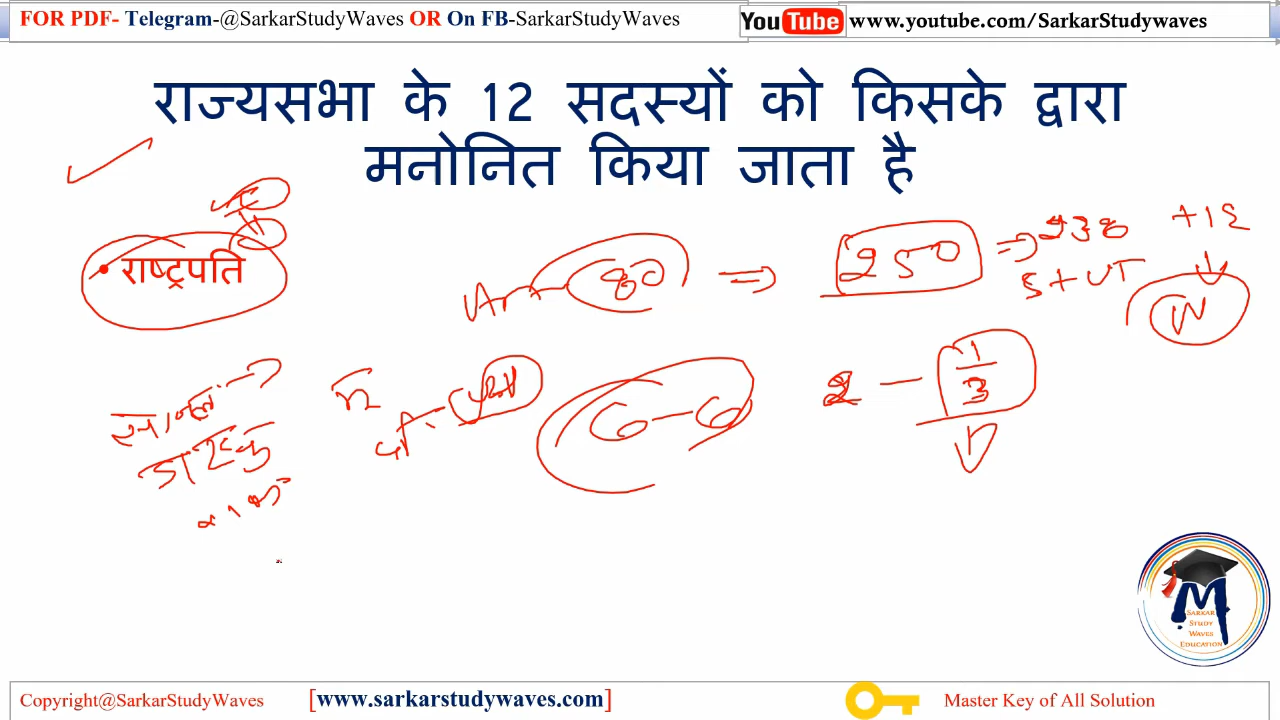 FOR PDF- Telegram-@SarkarStudyWaves OR On FB-SarkarStudyWaves
YouTube www.youtube.com/SarkarStudywaves
राज्यसभा के 12 सदस्यों को किसके द्वारा
मनोनित किया जाता है
• राष्ट्रपति
Ar 80 ⇒ 250 ⇒ 238 +12
S + UT
N
6 - 6
2 - 1/3
SARKAR
STUDY
WAVES
EDUCATION
Copyright@SarkarStudyWaves
[www.sarkarstudywaves.com]
Master Key of All Solution